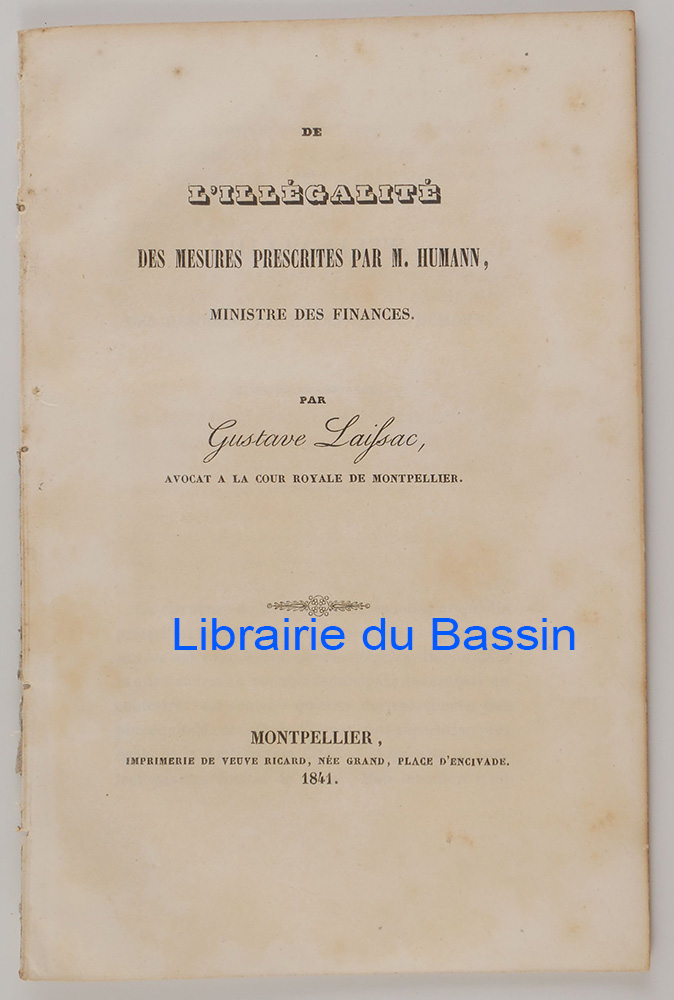 DE
L'ILLÉGALITÉ
DES MESURES PRESCRITES PAR M. HUMANN,
MINISTRE DES FINANCES.
PAR
Gustave Laiſsac,
AVOCAT A LA COUR ROYALE DE MONTPELLIER.
Librairie du Bassin
MONTPELLIER,
IMPRIMERIE DE VEUVE RICARD, NÉE GRAND, PLACE D'ENCIVADE.
1841.